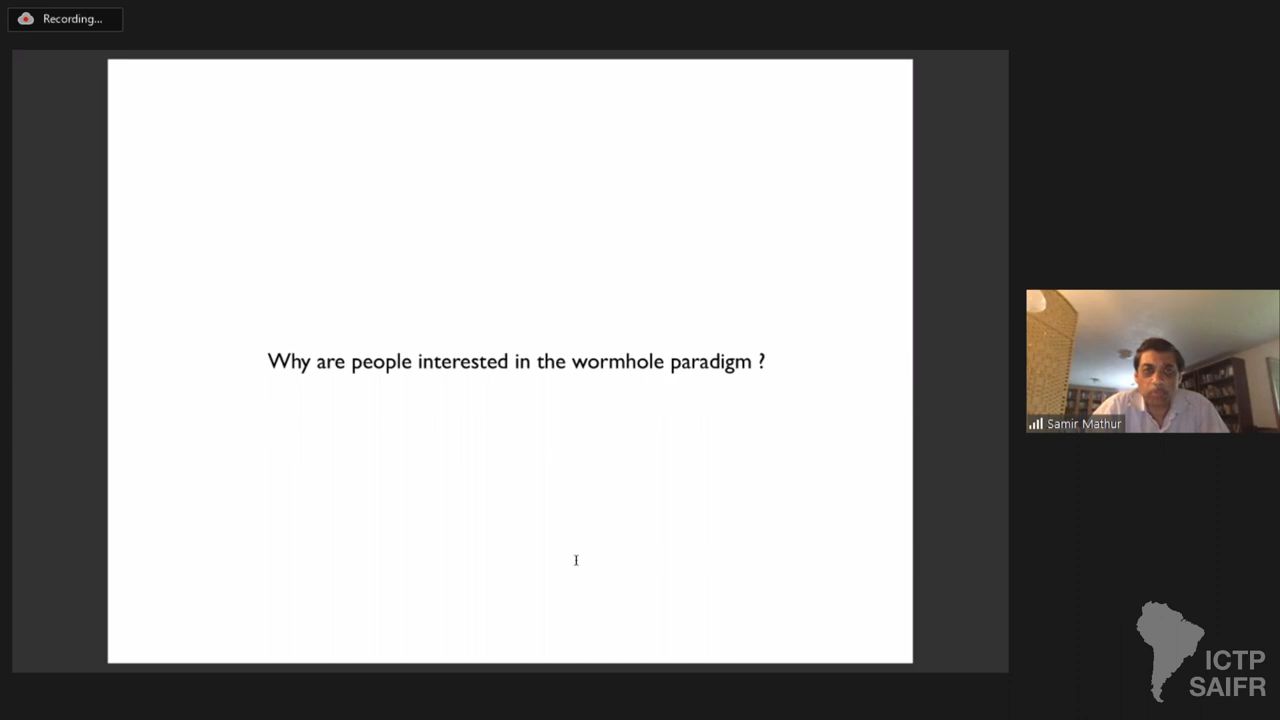 Recording...
Why are people interested in the wormhole paradigm ?
Samir Mathur
ICTP
SAIFR